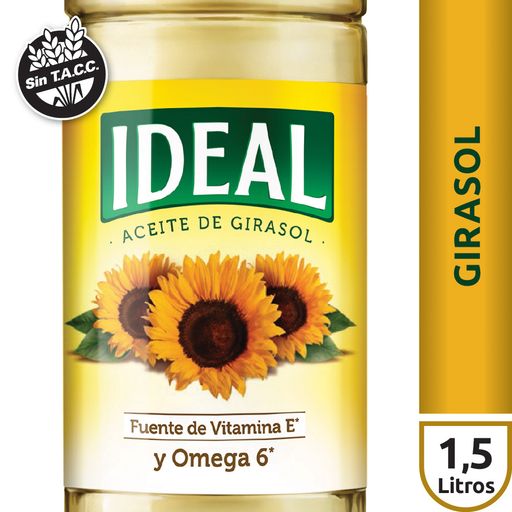 Sin T.A.C.C.
IDEAL
· ACEITE DE GIRASOL ·
Fuente de Vitamina E*
y Omega 6*
GIRASOL
1,5
Litros